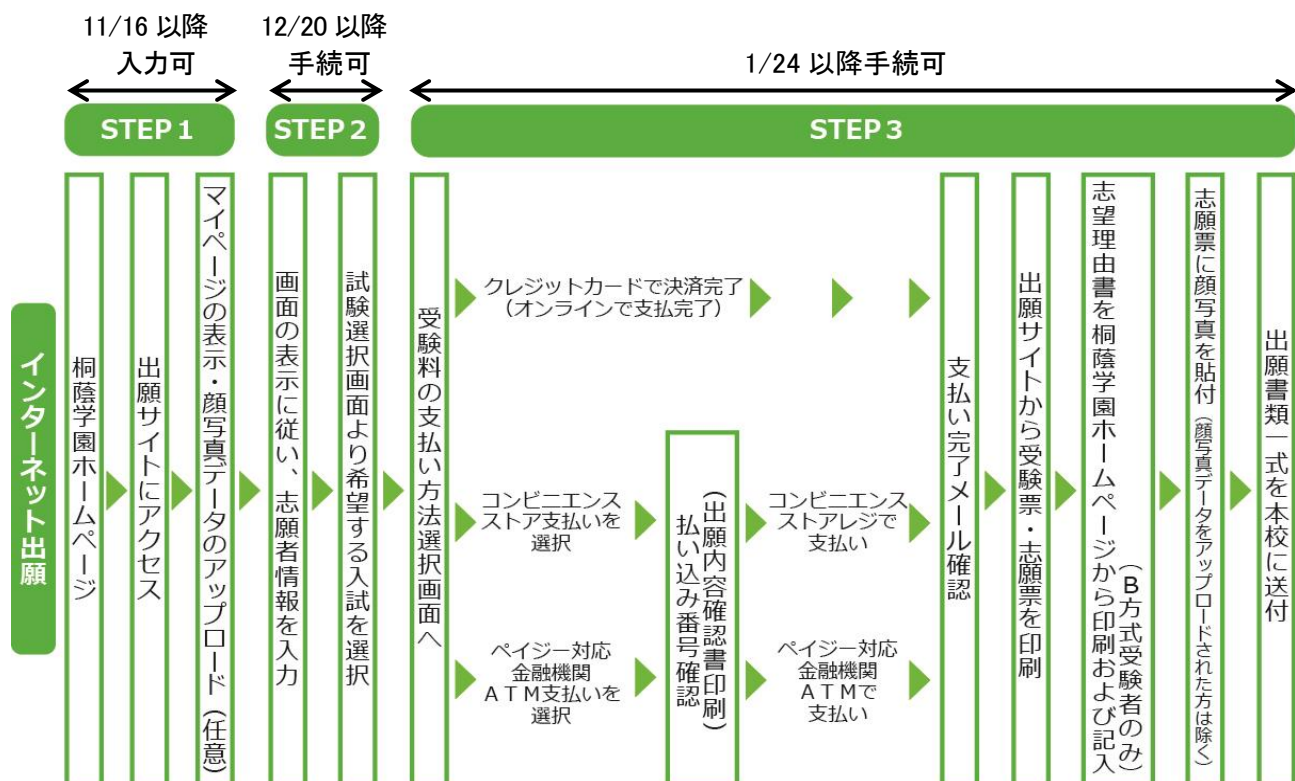 11/16 以降
入力可
12/20 以降
手続可
1/24 以降手続可
STEP 1
STEP 2
STEP 3
インターネット出願
桐蔭学園ホームページ
出願サイトにアクセス
マイページの表示・顔写真データのアップロード（任意）
画面の表示に従い、志願者情報を入力
試験選択画面より希望する入試を選択
受験料の支払い方法選択画面へ
クレジットカードで決済完了
（オンラインで支払完了）
コンビニエンス
ストア支払いを
選択
ペイジー対応
金融機関
ＡＴＭ支払いを
選択
払い込み番号確認
（出願内容確認書印刷）
コンビニエンス
ストアレジで
支払い
ペイジー対応
金融機関
ＡＴＭで
支払い
支払い完了メール確認
出願サイトから受験票・志願票を印刷
志望理由書を桐蔭学園ホームページから印刷および記入
（Ｂ方式受験者のみ）
志願票に顔写真を貼付（顔写真データをアップロードされた方は除く）
出願書類一式を本校に送付